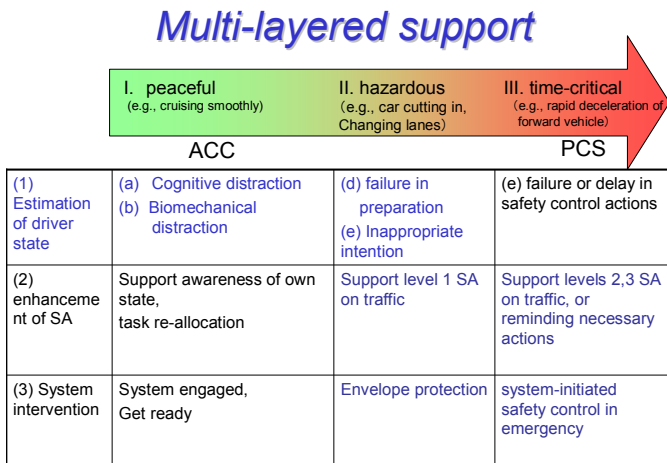 Multi-layered support
I. peaceful
(e.g., cruising smoothly)
II. hazardous
(e.g., car cutting in,
Changing lanes)
III. time-critical
(e.g., rapid deceleration of
forward vehicle)
ACC
PCS
(1)
Estimation
of driver
state
(a) Cognitive distraction
(b) Biomechanical
distraction
(d) failure in
preparation
(e) Inappropriate
intention
(e) failure or delay in
safety control actions
(2)
enhanceme
nt of SA
Support awareness of own
state,
task re-allocation
Support level 1 SA
on traffic
Support levels 2,3 SA
on traffic, or
reminding necessary
actions
(3) System
intervention
System engaged,
Get ready
Envelope protection
system-initiated
safety control in
emergency